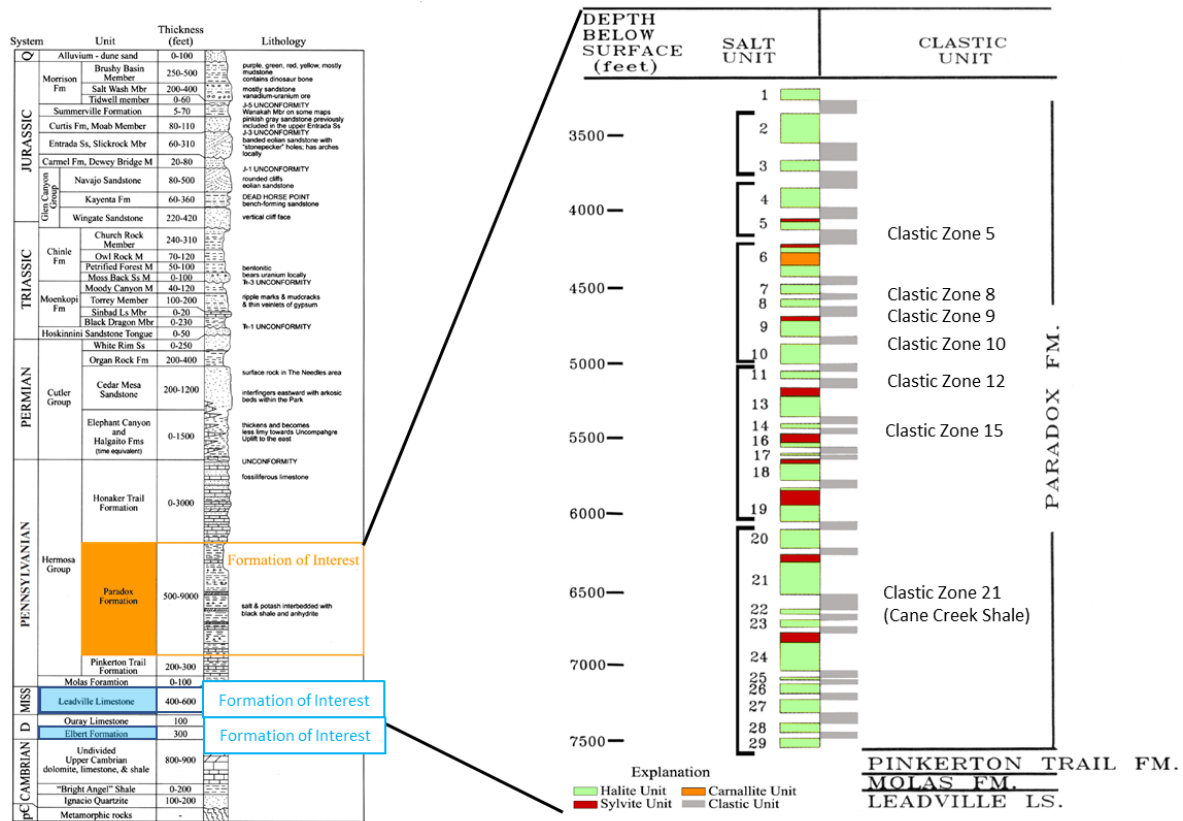 System Unit Thickness (feet) Lithology
Q Alluvium - dune sand 0-100
JURASSIC
Morrison Fm
Brushy Basin Member 250-500 purple, green, red, yellow, mostly mudstone
contains dinosaur bone
Salt Wash Mbr 200-400 mostly sandstone
vanadium-uranium ore
Tidwell member 0-60
J-5 UNCONFORMITY
Summerville Formation 5-70 Wanakah Mbr on some maps
pinkish gray sandstone previously
Curtis Fm, Moab Member 80-110 included in the upper Entrada Ss
J-3 UNCONFORMITY
Entrada Ss, Slickrock Mbr 60-310 banded eolian sandstone with
"stonepecker" holes; has arches
locally
Carmel Fm, Dewey Bridge M 20-80
J-1 UNCONFORMITY
Glen Canyon Group
Navajo Sandstone 80-500 rounded cliffs
eolian sandstone
Kayenta Fm 60-360 DEAD HORSE POINT
bench-forming sandstone
Wingate Sandstone 220-420 vertical cliff face
TRIASSIC
Chinle Fm
Church Rock Member 240-310
Owl Rock M 70-120
Petrified Forest M 50-100 bentonitic
Moss Back Ss M 0-100 bears uranium locally
Ћ-3 UNCONFORMITY
Moenkopi Fm
Moody Canyon M 40-120
Torrey Member 100-200 ripple marks & mudcracks
& thin veinlets of gypsum
Sinbad Ls Mbr 0-20
Black Dragon Mbr 0-230
Ћ-1 UNCONFORMITY
Hoskinnini Sandstone Tongue 0-50
PERMIAN
Cutler Group
White Rim Ss 0-250
Organ Rock Fm 200-400
surface rock in The Needles area
Cedar Mesa Sandstone 200-1200
interfingers eastward with arkosic
beds within the Park
Elephant Canyon and Halgaito Fms (time equivalent) 0-1500
thickens and becomes
less limy towards Uncompahgre
Uplift to the east
UNCONFORMITY
PENNSYLVANIAN
Hermosa Group
fossiliferous limestone
Honaker Trail Formation 0-3000
Formation of Interest
Paradox Formation 500-9000
salt & potash interbedded with
black shale and anhydrite
Pinkerton Trail Formation 200-300
Molas Foramtion 0-100
MISS Leadville Limestone 400-600 Formation of Interest
D Ouray Limestone 100
Elbert Formation 300 Formation of Interest
CAMBRIAN
Undivided Upper Cambrian dolomite, limestone, & shale 800-900
"Bright Angel" Shale 0-200
Ignacio Quartzite 100-200
pC Metamorphic rocks -
DEPTH
BELOW
SURFACE
(feet)
SALT
UNIT
CLASTIC
UNIT
1
2
3500
3
4
4000
5
Clastic Zone 5
6
4500
7
8
Clastic Zone 8
9
Clastic Zone 9
10
Clastic Zone 10
5000
11
Clastic Zone 12
13
14
Clastic Zone 15
5500
16
17
18
19
6000
20
21
6500
Clastic Zone 21
(Cane Creek Shale)
22
23
24
7000
25
26
27
28
7500
29
PARADOX FM.
PINKERTON TRAIL FM.
MOLAS FM.
LEADVILLE LS.
Explanation
Halite Unit
Carnallite Unit
Sylvite Unit
Clastic Unit